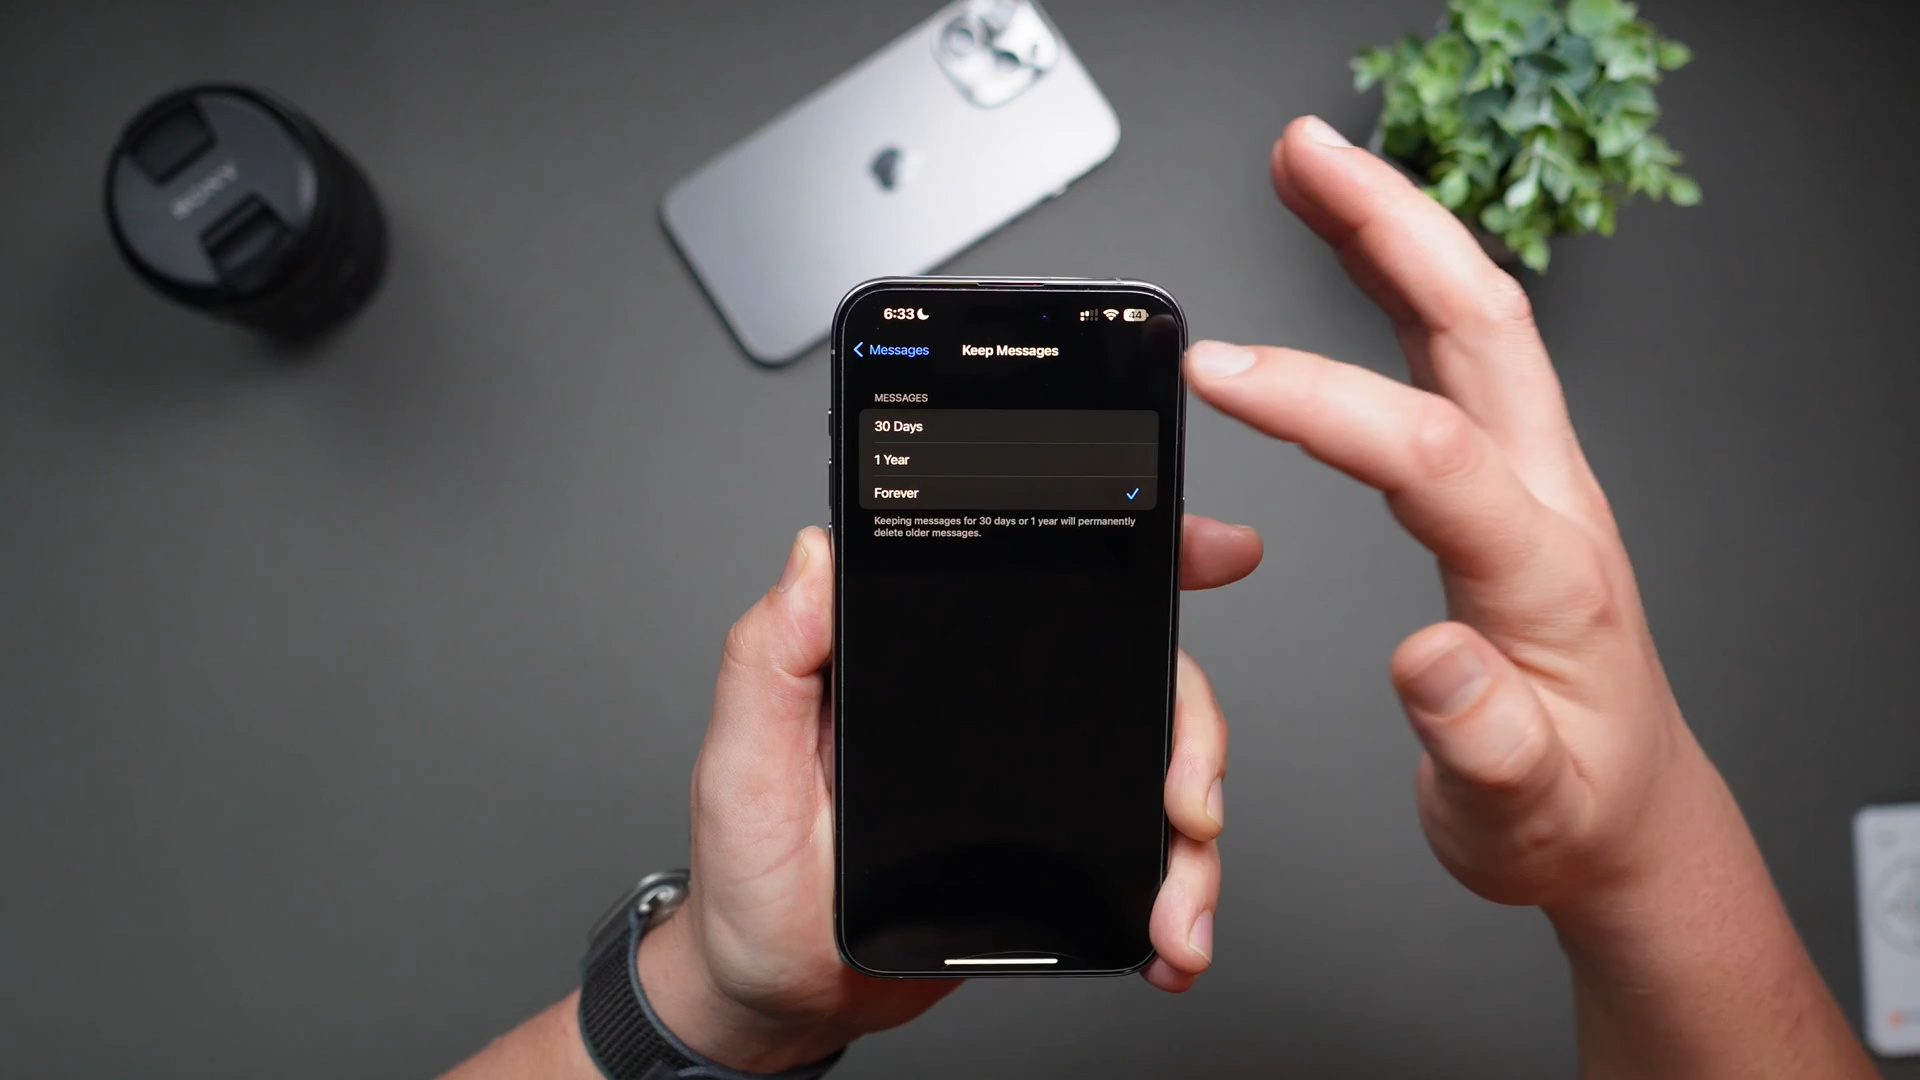 SONY
6:33
44
Messages
Keep Messages
MESSAGES
30 Days
1 Year
Forever
Keeping messages for 30 days or 1 year will permanently
delete older messages.